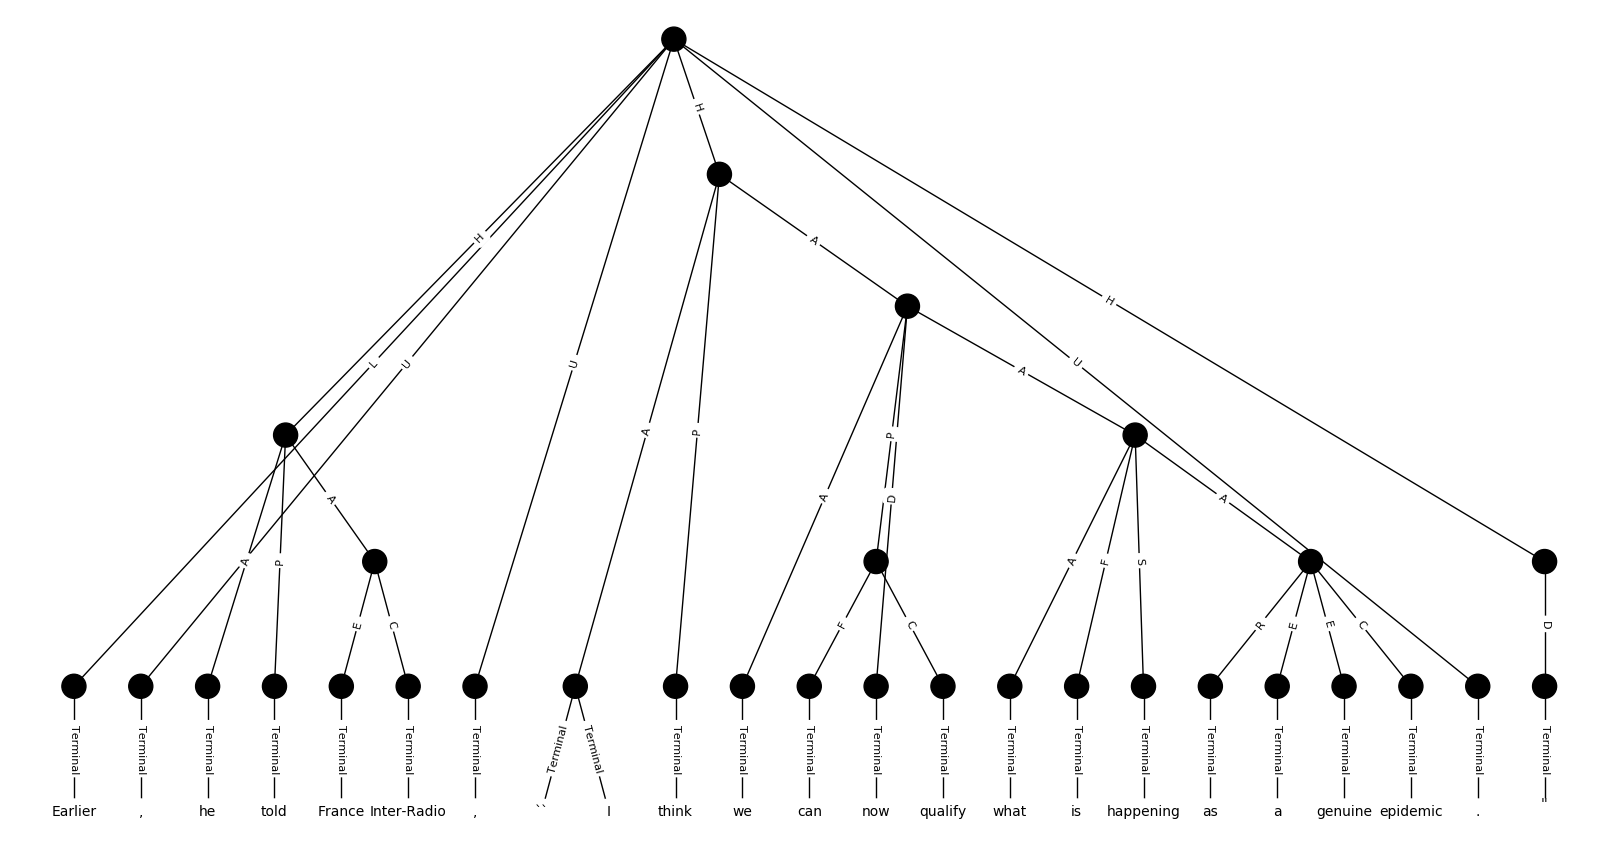 H
H
A
H
L
U
U
U
A
A
P
P
A
A
D
A
A
P
A
F
S
E
C
F
C
R
E
E
C
D
Terminal Terminal Terminal Terminal Terminal Terminal Terminal Terminal Terminal Terminal Terminal Terminal Terminal Terminal Terminal Terminal Terminal Terminal Terminal Terminal Terminal Terminal Terminal Terminal
Earlier , he told France Inter-Radio , `` I think we can now qualify what is happening as a genuine epidemic . "